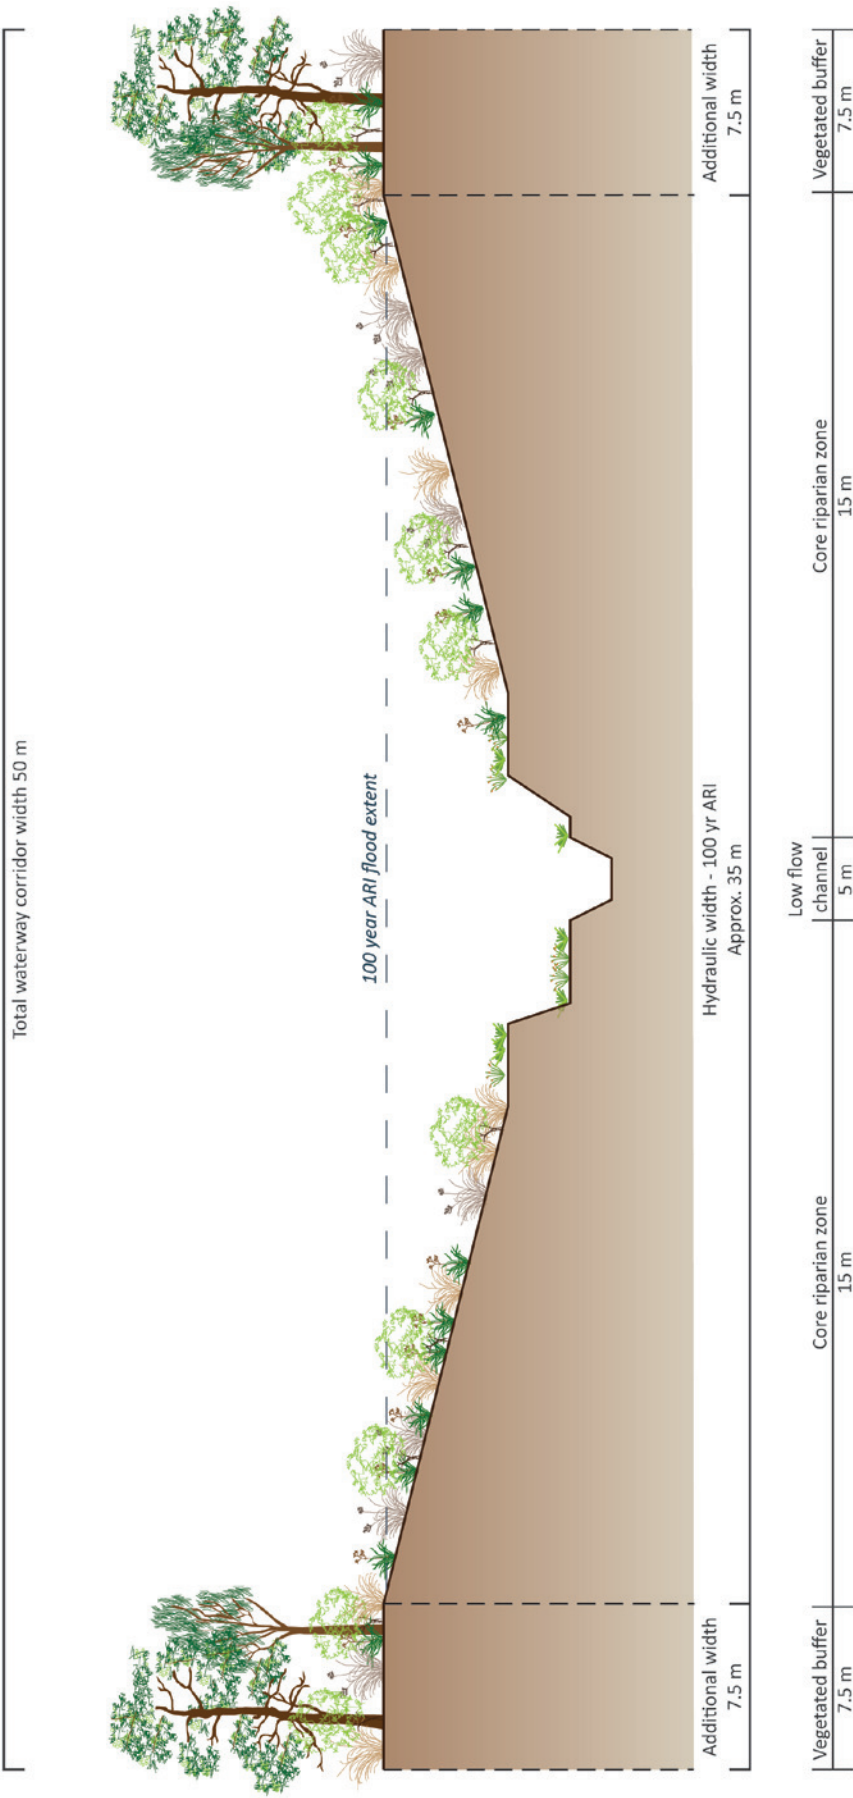 Total waterway corridor width 50 m
100 year ARI flood extent
Additional width
7.5 m
Hydraulic width - 100 yr ARI
Approx. 35 m
Additional width
7.5 m
Vegetated buffer
7.5 m
Core riparian zone
15 m
Low flow
channel
5 m
Core riparian zone
15 m
Vegetated buffer
7.5 m